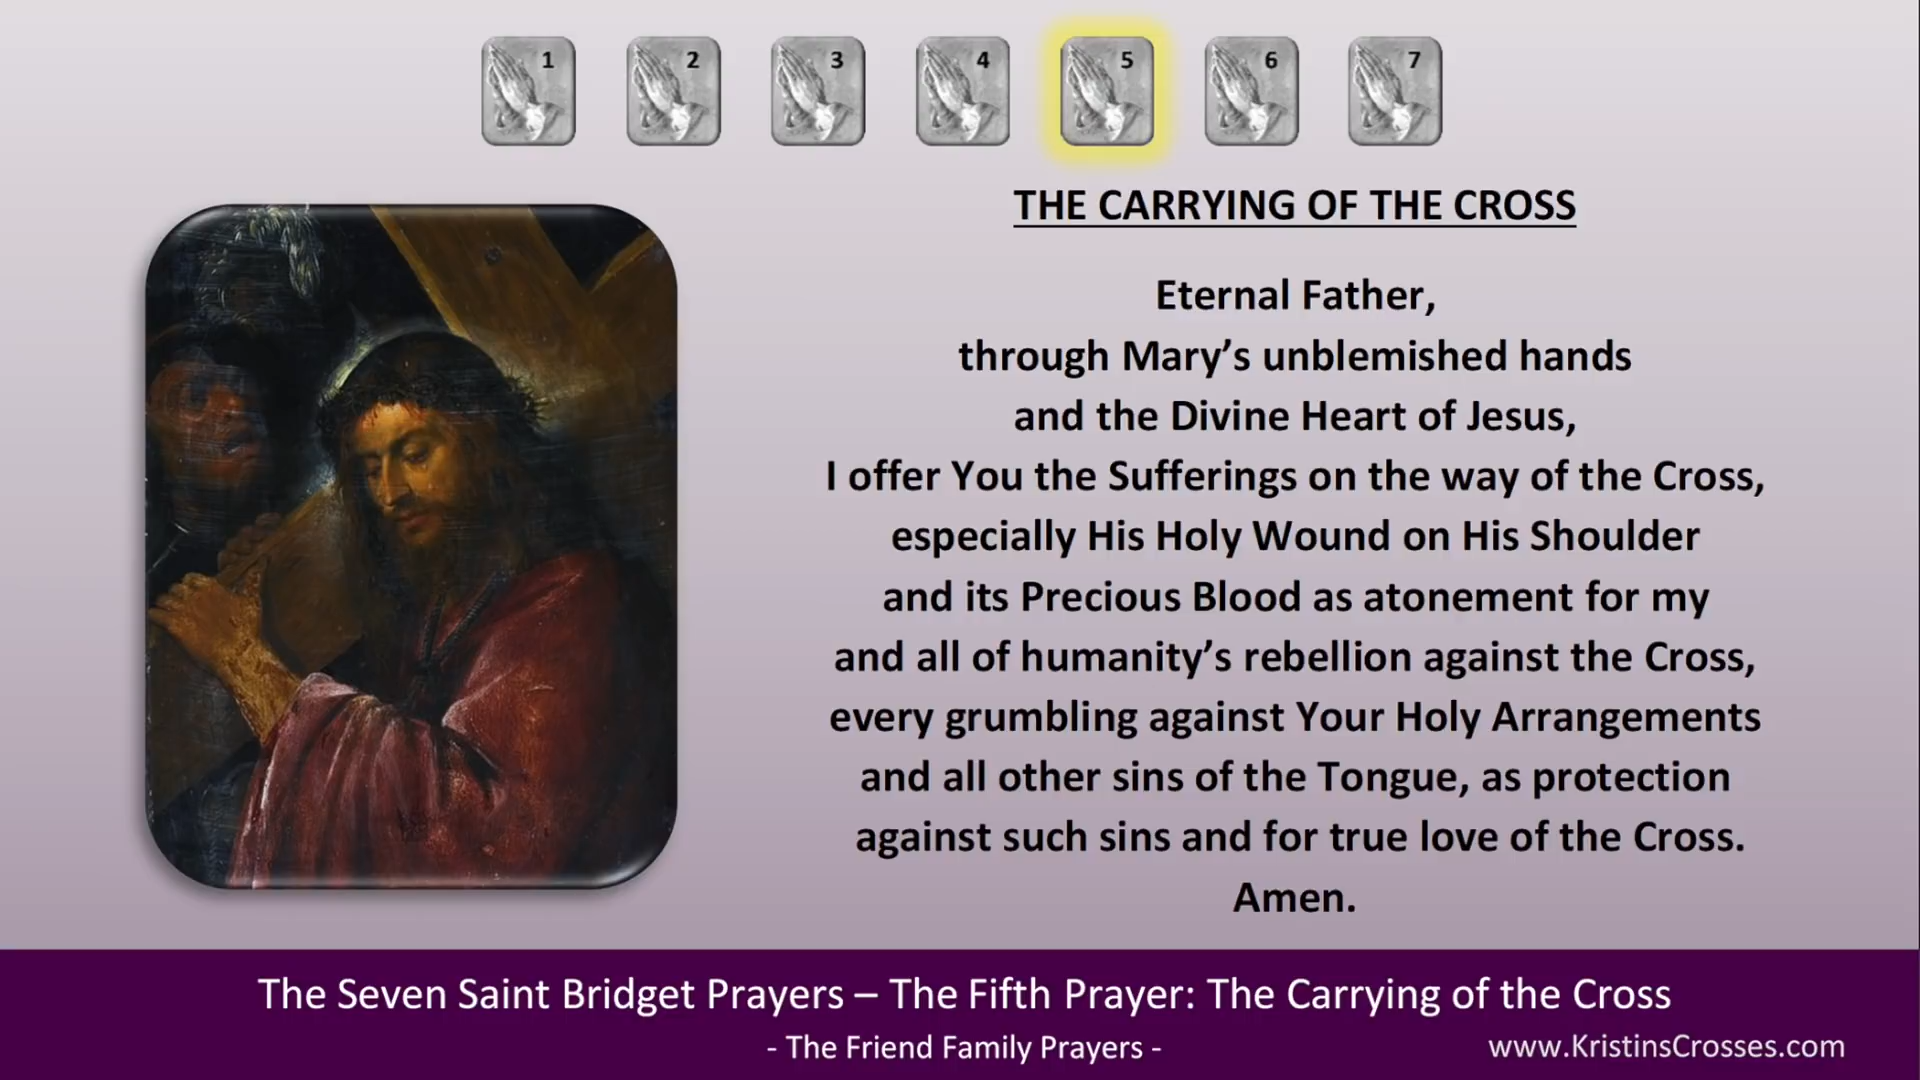 1
2
3
4
5
6
7
THE CARRYING OF THE CROSS
Eternal Father,
through Mary’s unblemished hands
and the Divine Heart of Jesus,
I offer You the Sufferings on the way of the Cross,
especially His Holy Wound on His Shoulder
and its Precious Blood as atonement for my
and all of humanity’s rebellion against the Cross,
every grumbling against Your Holy Arrangements
and all other sins of the Tongue, as protection
against such sins and for true love of the Cross.
Amen.
The Seven Saint Bridget Prayers – The Fifth Prayer: The Carrying of the Cross
- The Friend Family Prayers -
www.KristinsCrosses.com